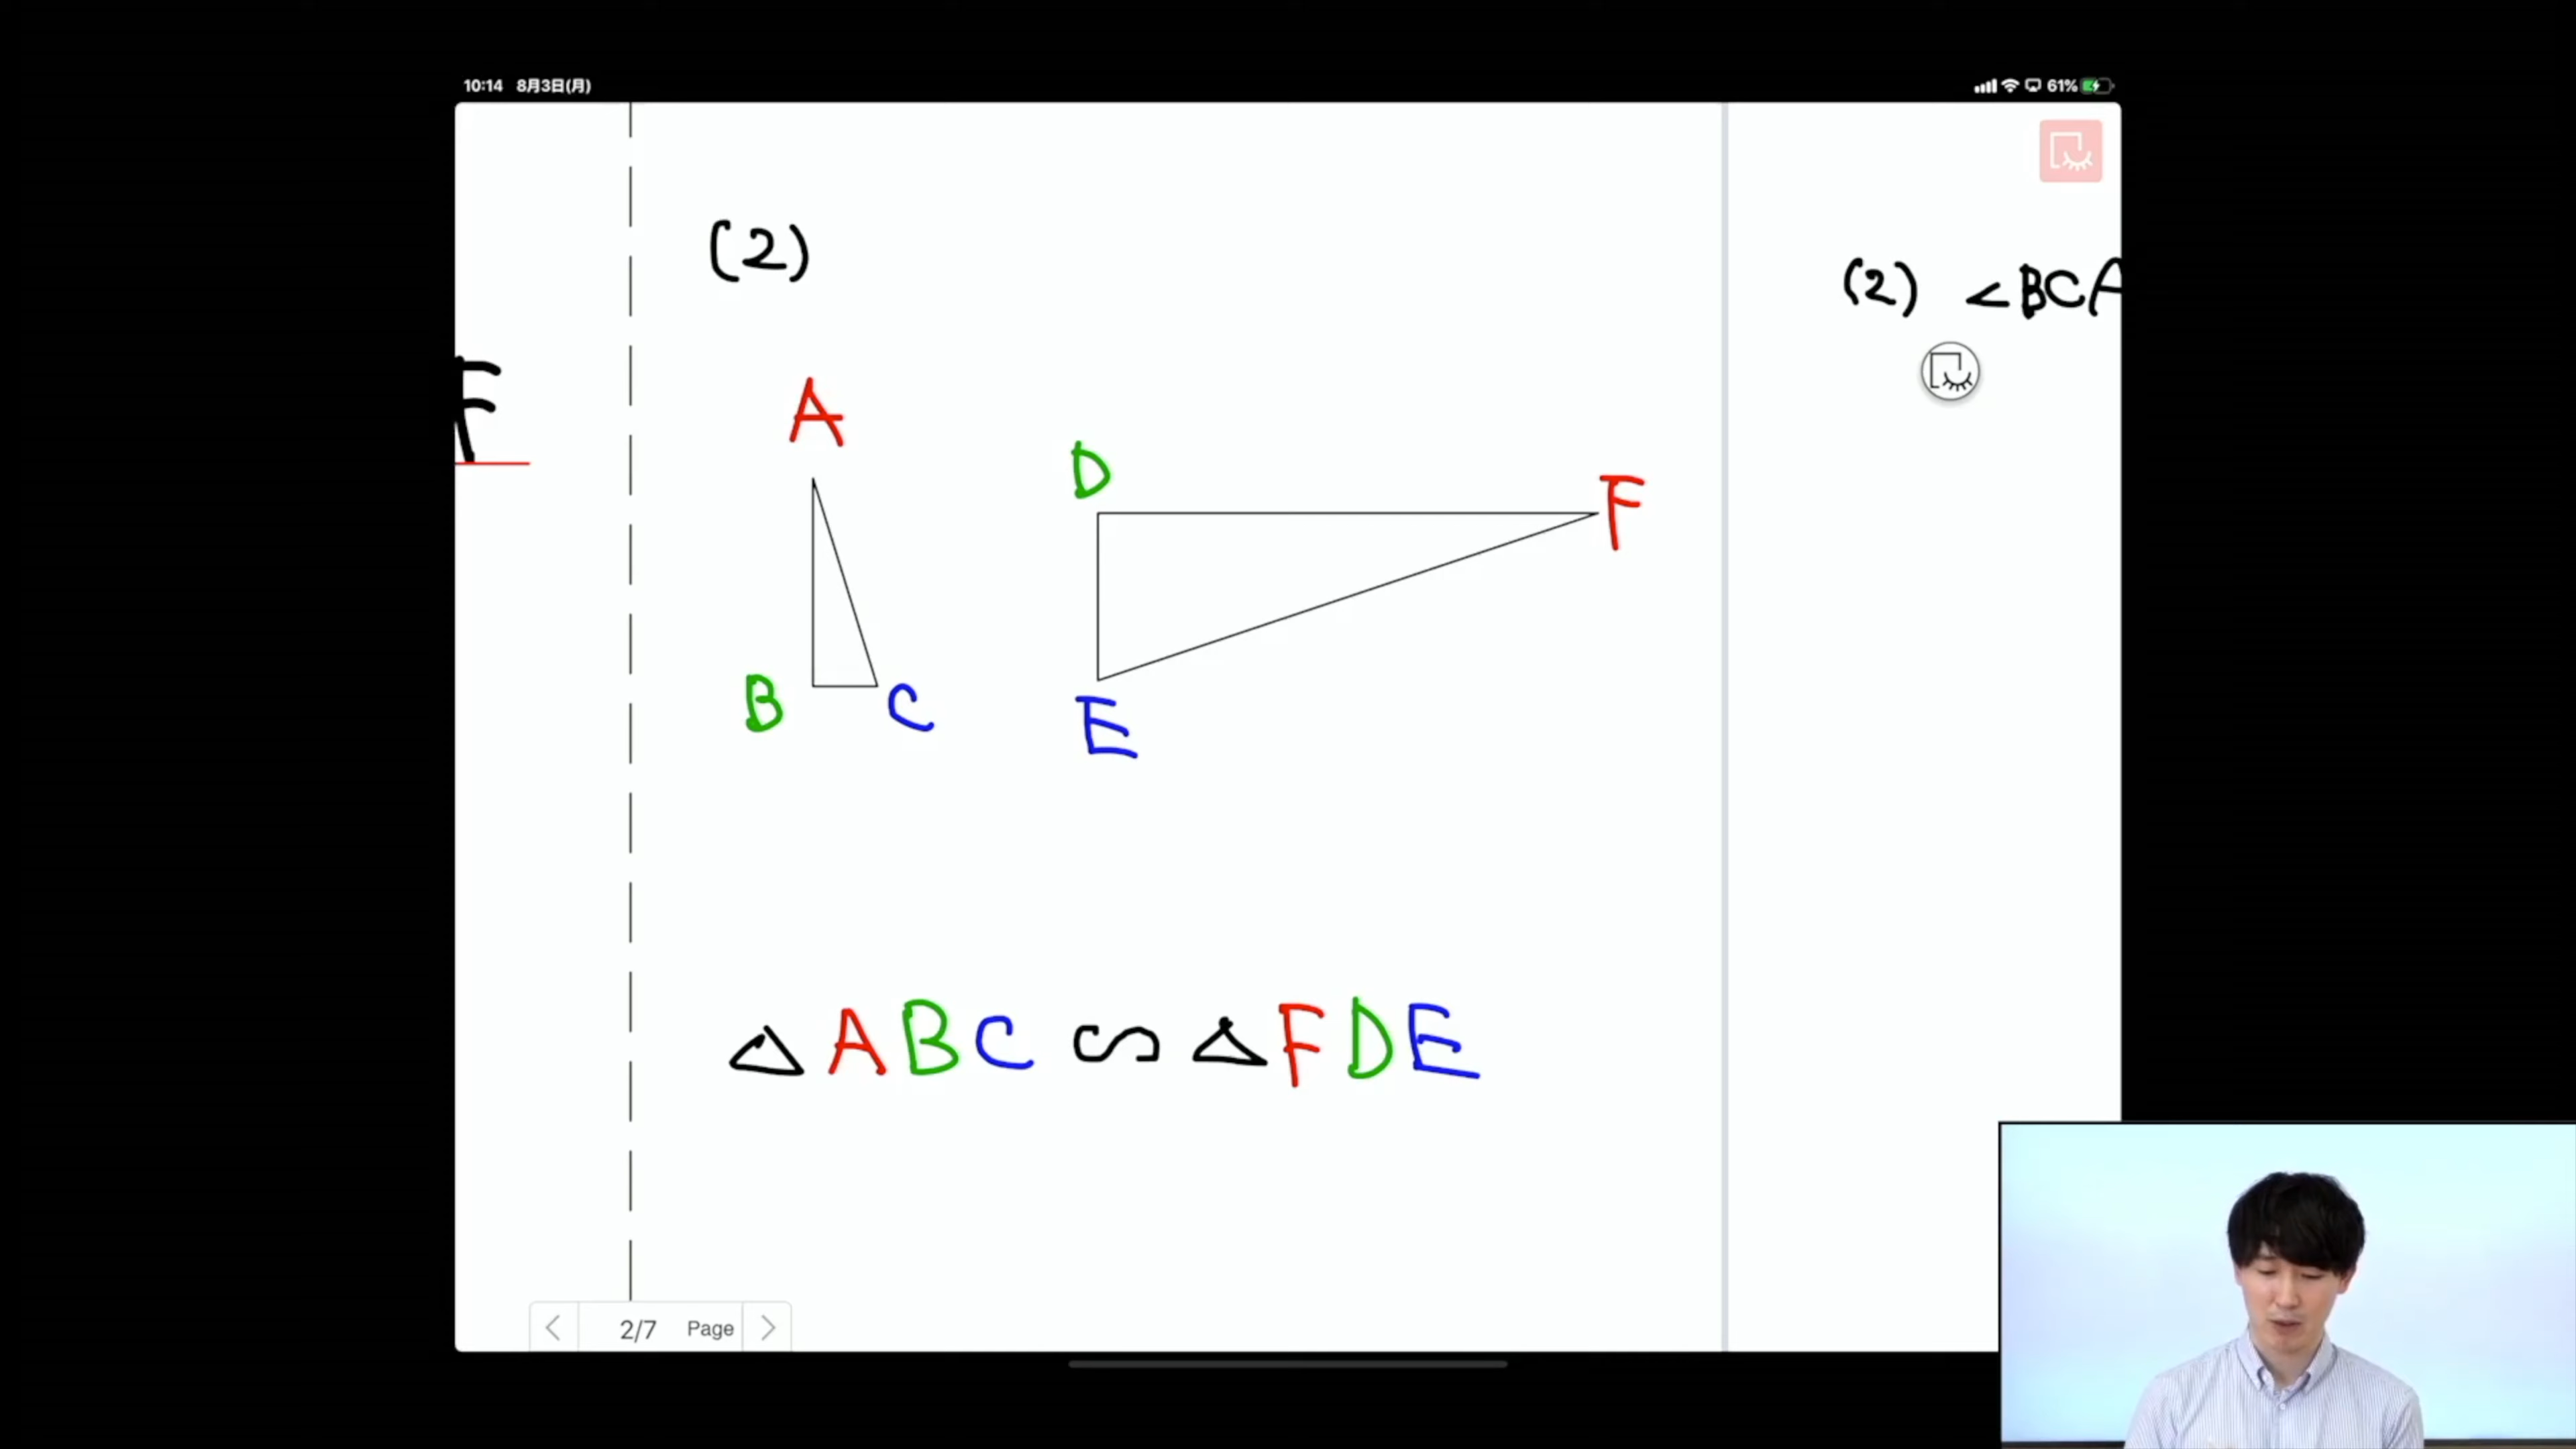 10:14 8月3日(月)
61%
(2)
(2) <BCA
F
A
D
F
B
C
E
△ABC∽△FDE
2/7 Page